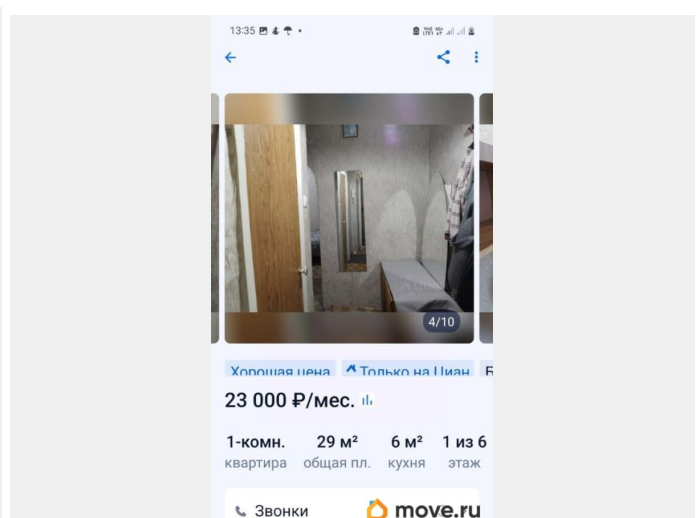 13:35
4/10
Хорошая цена Только на Циан
23 000 ₽/мес.
1-комн. 29 м² 6 м² 1 из 6
квартира общая пл. кухня этаж
Звонки move.ru